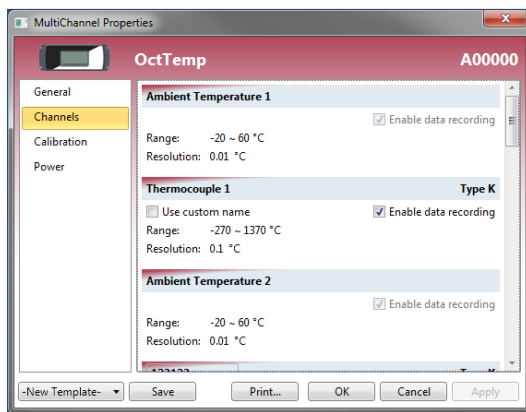 MultiChannel Properties
OctTemp A00000
General
Channels
Calibration
Power
Ambient Temperature 1
Enable data recording
Range: -20 ~ 60 °C
Resolution: 0.01 °C
Thermocouple 1 Type K
Use custom name Enable data recording
Range: -270 ~ 1370 °C
Resolution: 0.1 °C
Ambient Temperature 2
Enable data recording
Range: -20 ~ 60 °C
Resolution: 0.01 °C
-New Template- Save Print... OK Cancel Apply